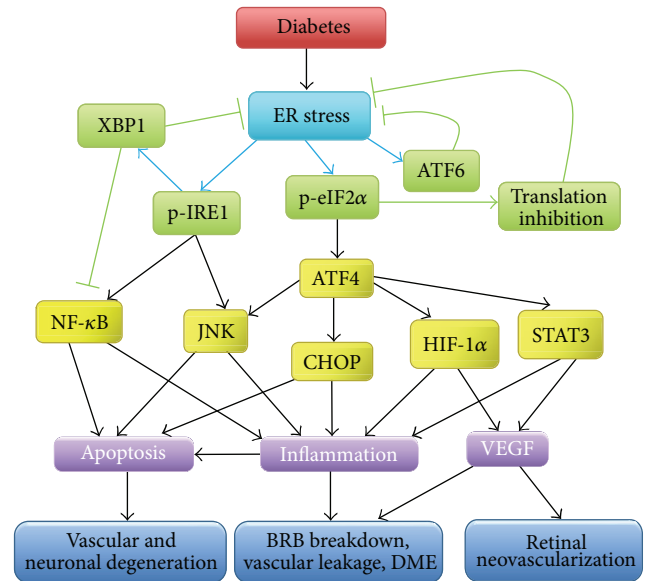 Diabetes
ER stress
XBP1
ATF6
p-IRE1
p-eIF2α
Translation
inhibition
ATF4
NF-κB
JNK
CHOP
HIF-1α
STAT3
Apoptosis
Inflammation
VEGF
Vascular and
neuronal degeneration
BRB breakdown,
vascular leakage, DME
Retinal
neovascularization